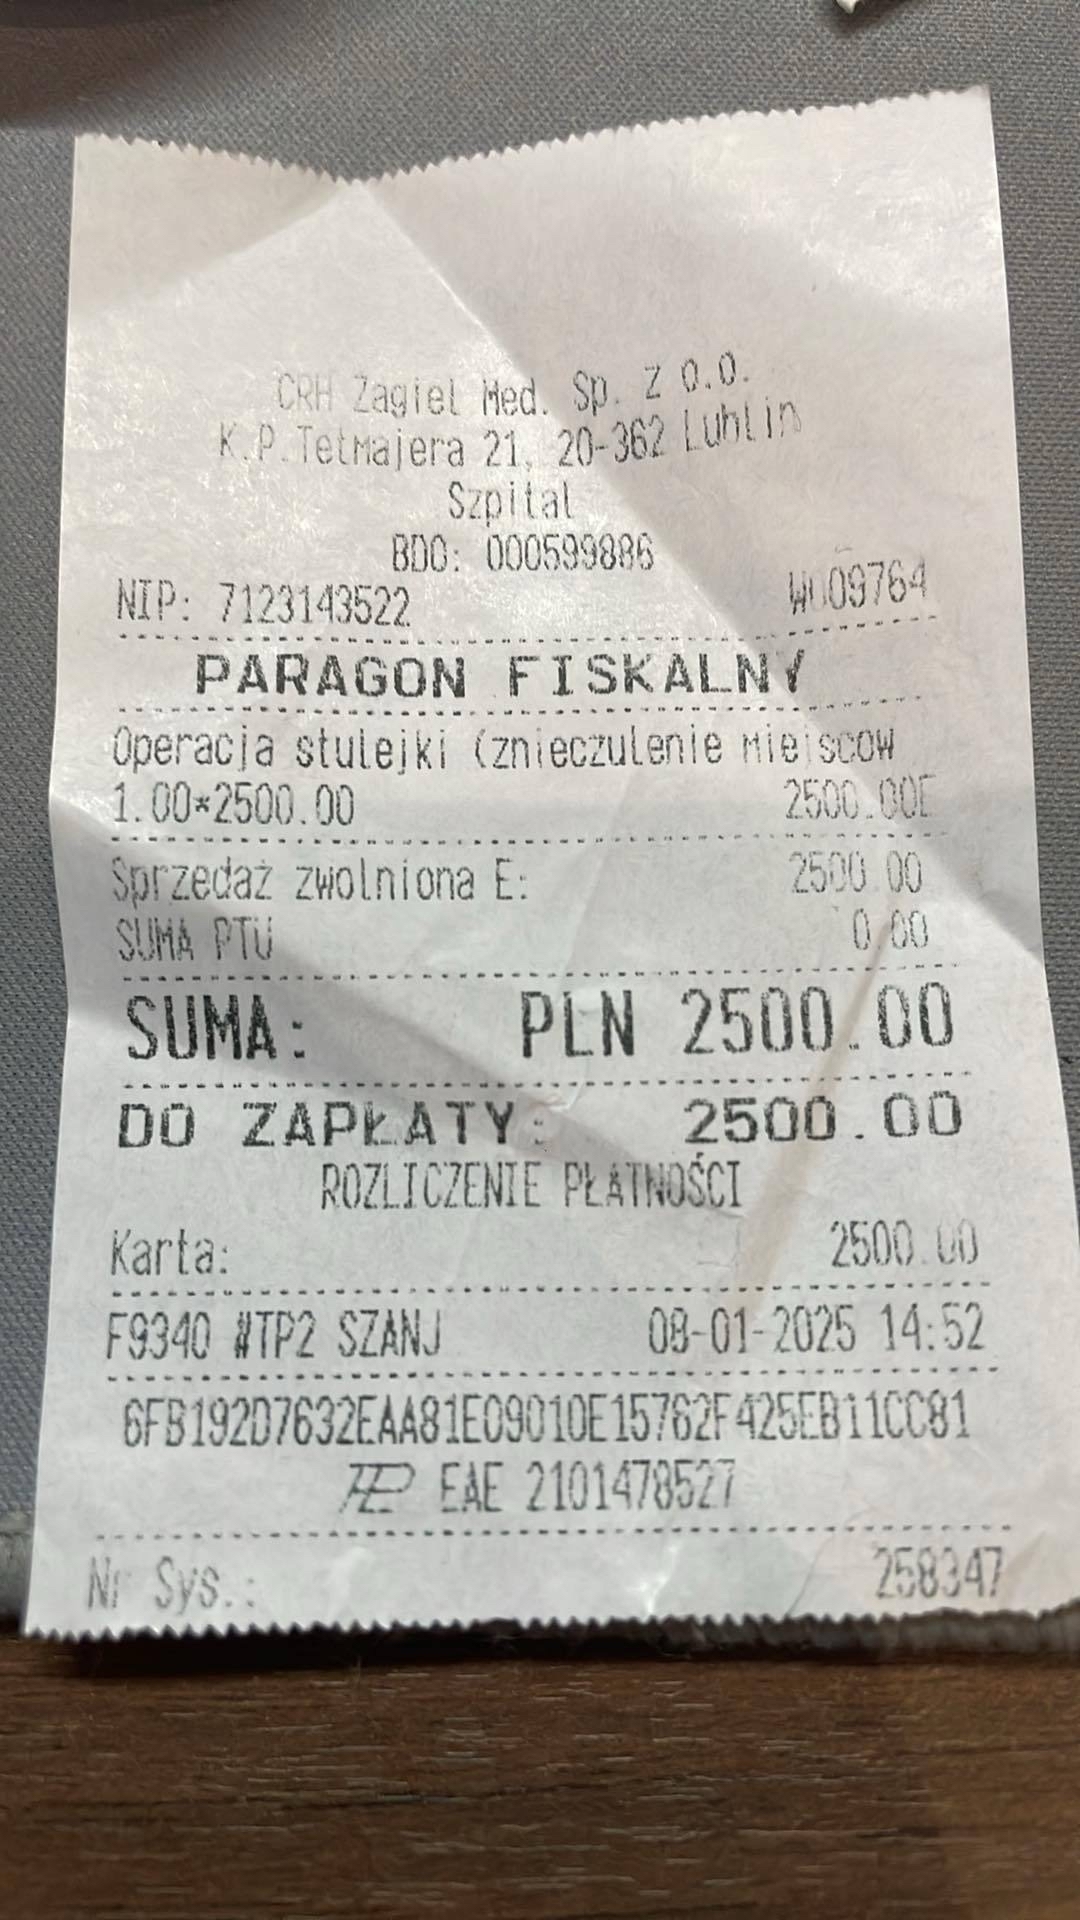 CRH Żagiel Med. Sp. Z O.O.
K.P.Tetmajera 21, 20-362 Lublin
Szpital
BDO: 000599886
NIP: 7123143522 W009764
PARAGON FISKALNY
Operacja stulejki (znieczulenie miejscow
1.00*2500.00 2500.00E
Sprzedaż zwolniona E: 2500.00
SUMA PTU 0.00
SUMA: PLN 2500.00
DO ZAPŁATY: 2500.00
ROZLICZENIE PŁATNOŚCI
Karta: 2500.00
F9340 #TP2 SZANJ 08-01-2025 14:52
6FB192D7632EAA81E09010E15762F425EB11CC81
EAE 2101478527
Nr Sys.: 258347